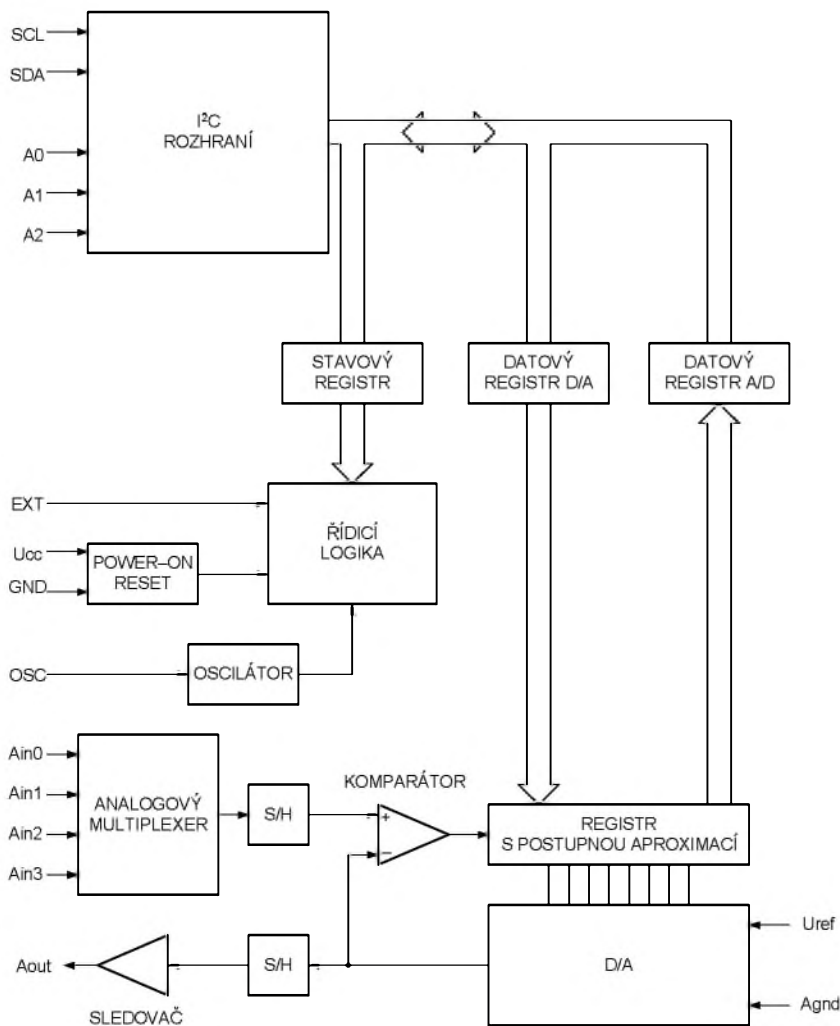 SCL
SDA
A0
A1
A2
I²C
ROZHRANÍ
STAVOVÝ
REGISTR
DATOVÝ
REGISTR D/A
DATOVÝ
REGISTR A/D
EXT
Ucc
GND
POWER–ON
RESET
ŘÍDICÍ
LOGIKA
OSC
OSCILÁTOR
Ain0
Ain1
Ain2
Ain3
ANALOGOVÝ
MULTIPLEXER
S/H
KOMPARÁTOR
+
–
REGISTR
S POSTUPNOU APROXIMACÍ
Aout
SLEDOVAČ
S/H
D/A
Uref
Agnd